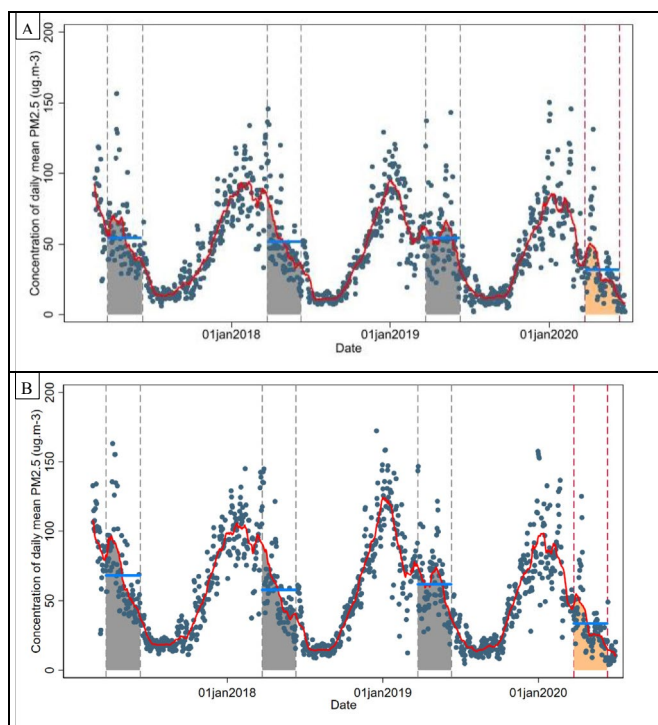 A
Concentration of daily mean PM2.5 (ug.m-3)
200
150
100
50
0
01jan2018
01jan2019
01jan2020
Date
B
Concentration of daily mean PM2.5 (ug.m-3)
200
150
100
50
0
01jan2018
01jan2019
01jan2020
Date